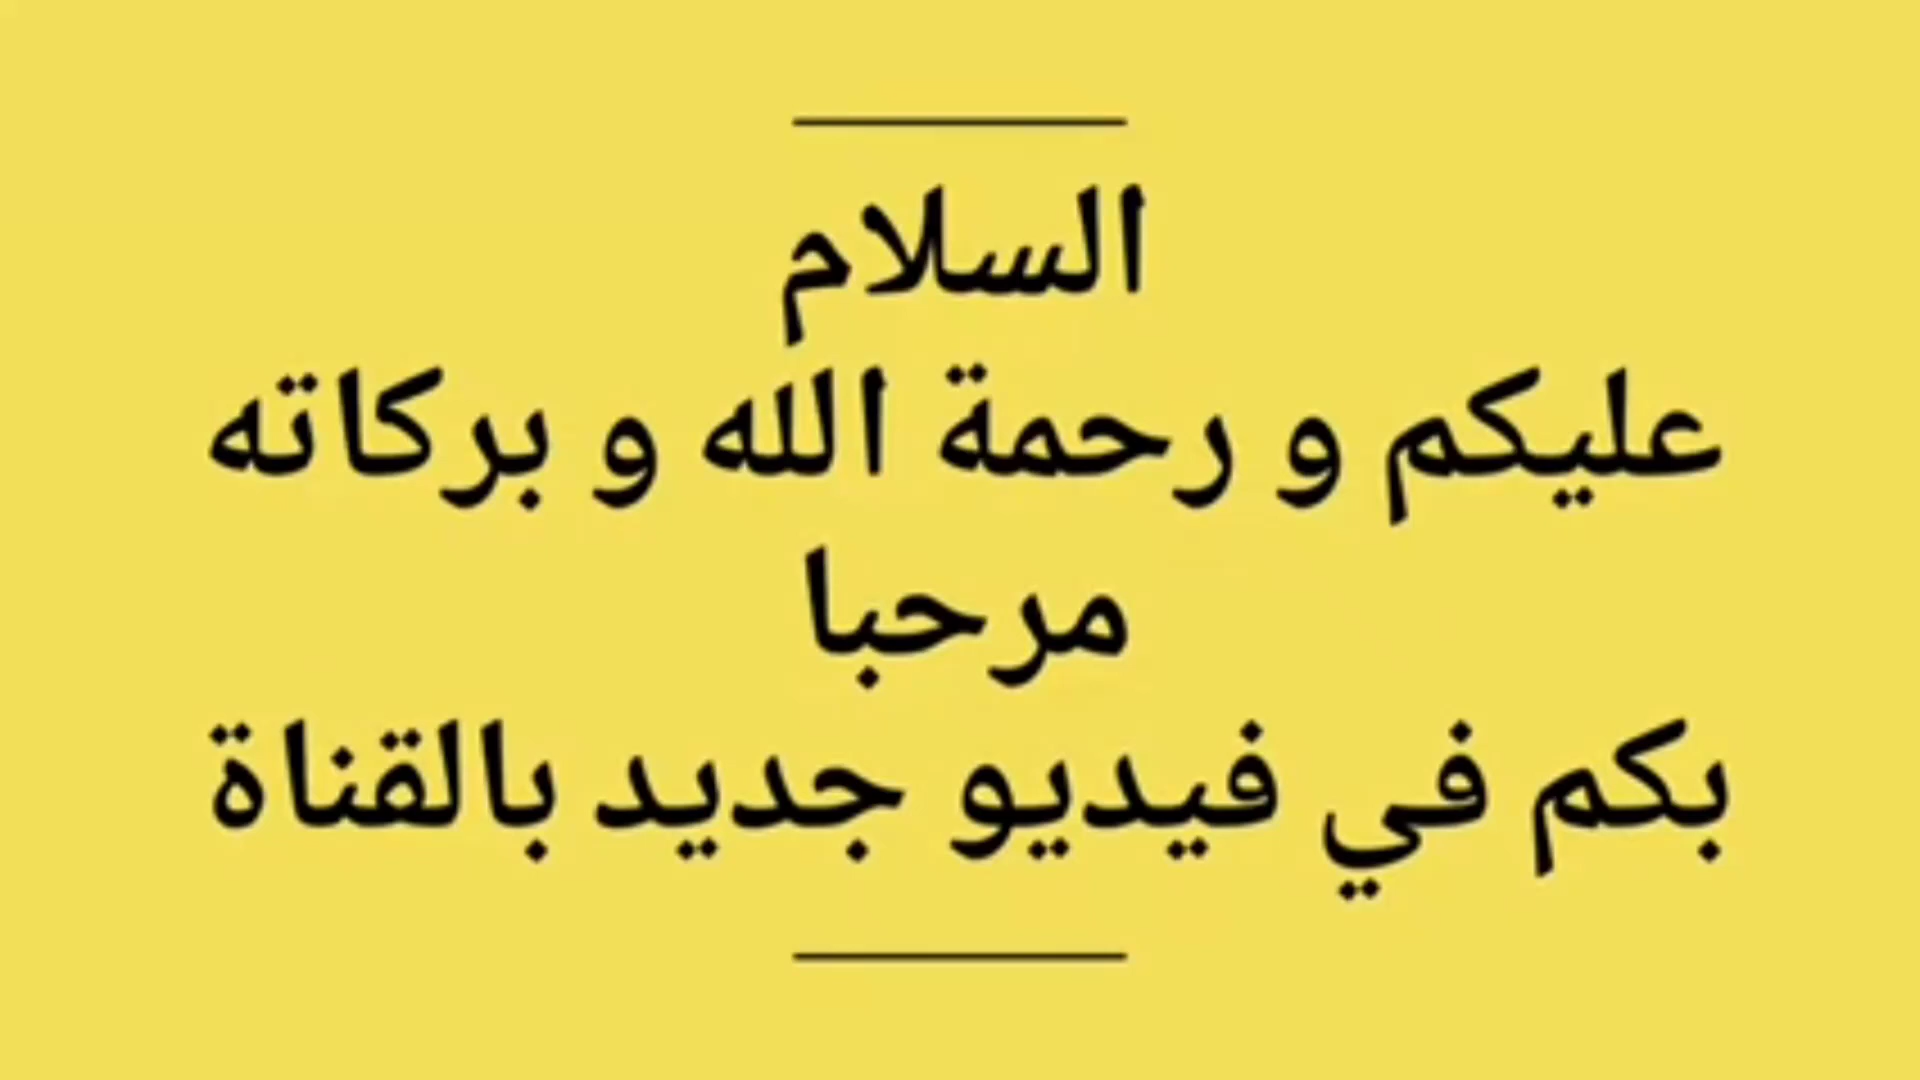 السلام
عليكم و رحمة الله و بركاته
مرحبا
بكم في فيديو جديد بالقناة